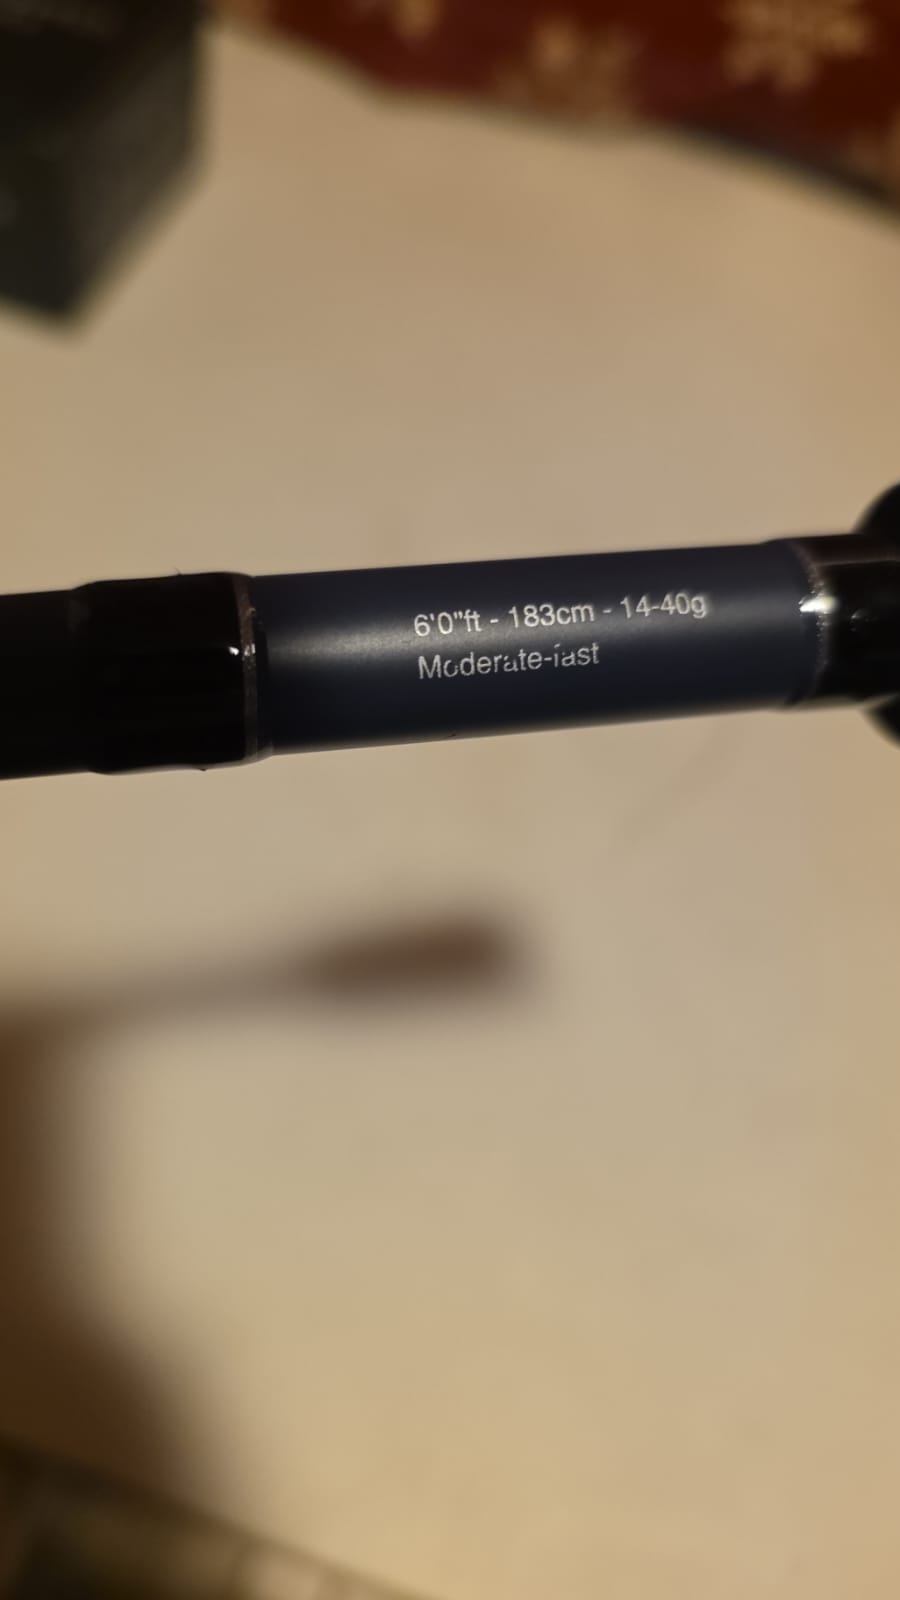 6'0"ft - 183cm - 14-40g
Moderate-fast